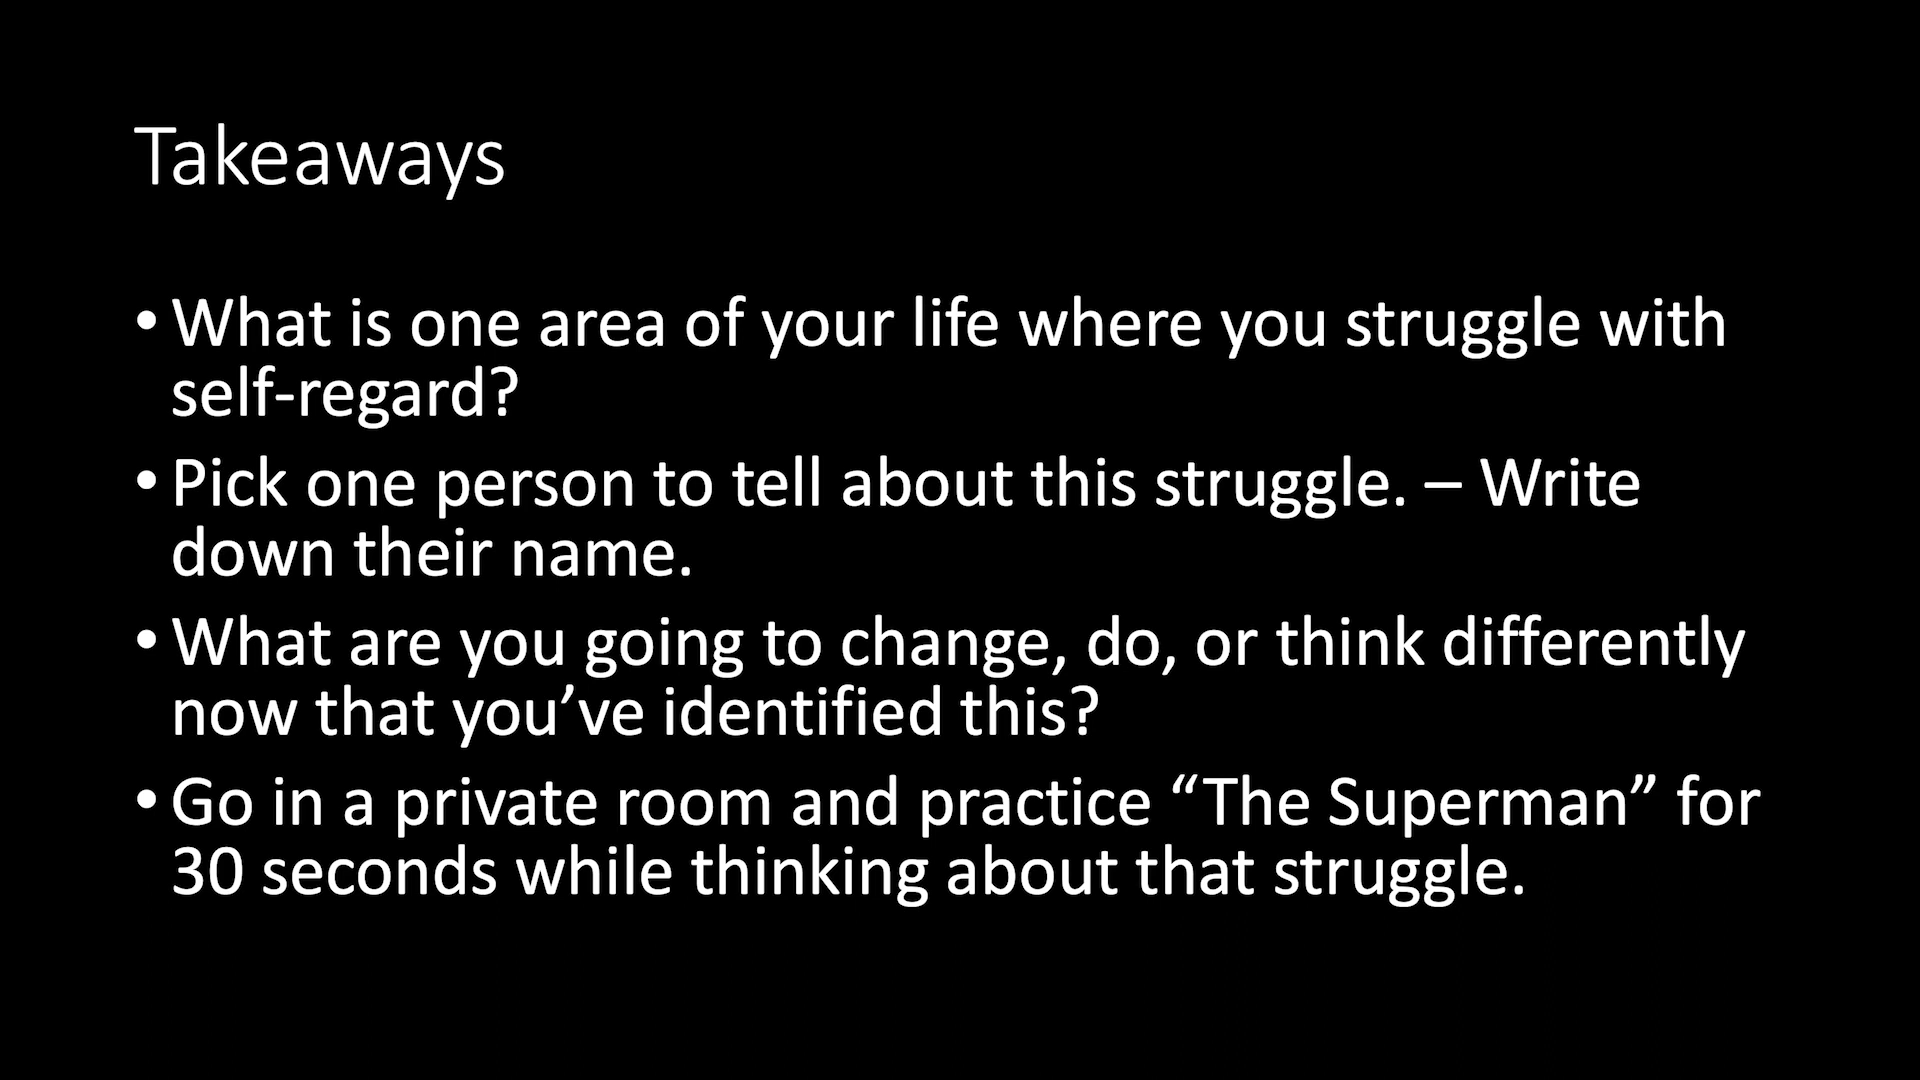 Takeaways
• What is one area of your life where you struggle with
self-regard?
• Pick one person to tell about this struggle. – Write
down their name.
• What are you going to change, do, or think differently
now that you’ve identified this?
• Go in a private room and practice “The Superman” for
30 seconds while thinking about that struggle.